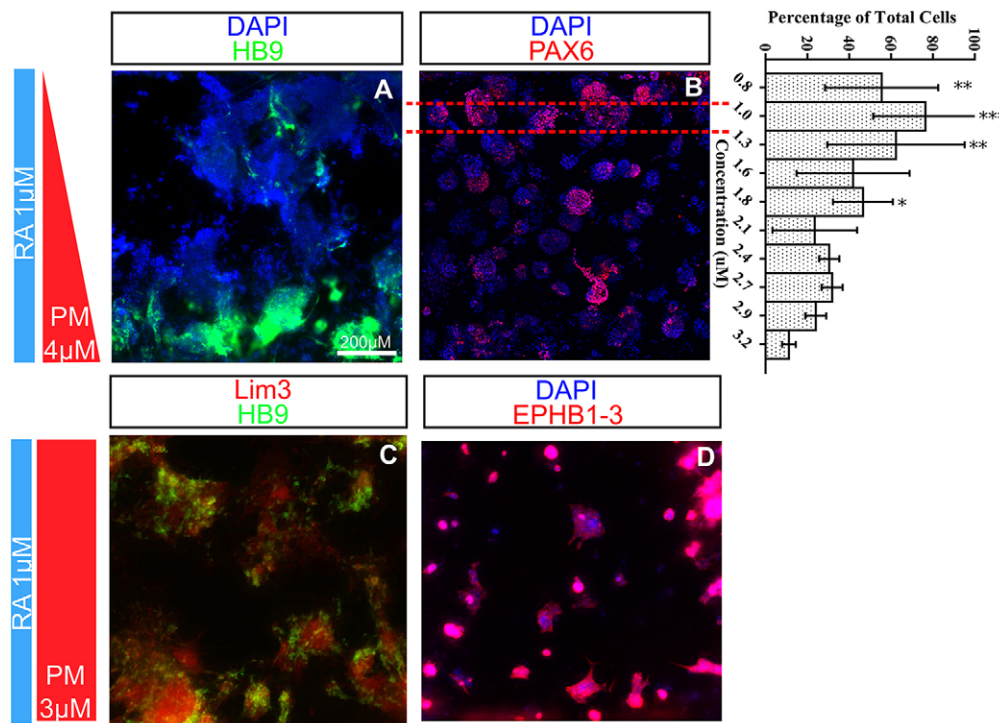 DAPI
HB9
DAPI
PAX6
Percentage of Total Cells
0 20 40 60 80 100
A
B
RA 1µM
PM
4µM
200µm
Concentration (uM)
0.8
**
1.0
***
1.3
**
1.6
1.8
*
2.1
2.4
2.7
2.9
3.2
Lim3
HB9
DAPI
EPHB1-3
C
D
RA 1µM
PM
3µM